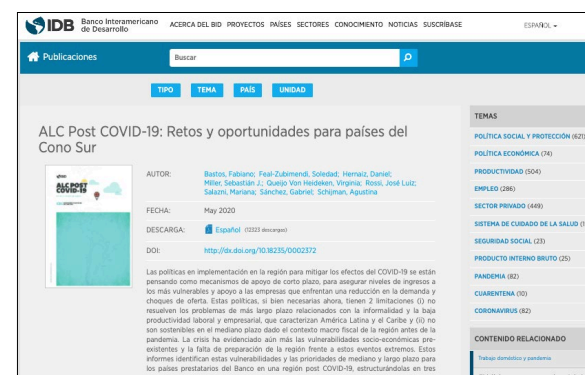 IDB Banco Interamericano de Desarrollo
ACERCA DEL BID PROYECTOS PAÍSES SECTORES CONOCIMIENTO NOTICIAS SUSCRÍBASE ESPAÑOL
Publicaciones
Buscar
TIPO TEMA PAÍS UNIDAD
ALC Post COVID-19: Retos y oportunidades para países del
Cono Sur
ALC POST
COVID-19
AUTOR: Bastos, Fabiano; Feal-Zubimendi, Soledad; Hernaiz, Daniel;
Miller, Sebastián J.; Queijo Von Heideken, Virginia; Rossi, José Luiz;
Salazni, Mariana; Sánchez, Gabriel; Schijman, Agustina
FECHA: May 2020
DESCARGA: Español (12323 descargas)
DOI: http://dx.doi.org/10.18235/0002372
Las políticas en implementación en la región para mitigar los efectos del COVID-19 se están
pensando como mecanismos de apoyo de corto plazo, para asegurar niveles de ingresos a
los más vulnerables y apoyo a las empresas que enfrentan una reducción en la demanda y
choques de oferta. Estas políticas, si bien necesarias ahora, tienen 2 limitaciones (i) no
resuelven los problemas de más largo plazo relacionados con la informalidad y la baja
productividad laboral y empresarial, que caracterizan América Latina y el Caribe y (ii) no
son sostenibles en el mediano plazo dado el contexto macro fiscal de la región antes de la
pandemia. La crisis ha evidenciado aún más las vulnerabilidades socio-económicas pre-
existentes y la falta de preparación de la región frente a estos eventos extremos. Estos
informes identifican estas vulnerabilidades y las prioridades de mediano y largo plazo para
los países prestatarios del Banco en una región post COVID-19, estructurándolas en tres
TEMAS
POLÍTICA SOCIAL Y PROTECCIÓN (621)
POLÍTICA ECONÓMICA (74)
PRODUCTIVIDAD (504)
EMPLEO (286)
SECTOR PRIVADO (449)
SISTEMA DE CUIDADO DE LA SALUD (1
SEGURIDAD SOCIAL (23)
PRODUCTO INTERNO BRUTO (25)
PANDEMIA (82)
CUARENTENA (10)
CORONAVIRUS (82)
CONTENIDO RELACIONADO
Trabajo doméstico y pandemia